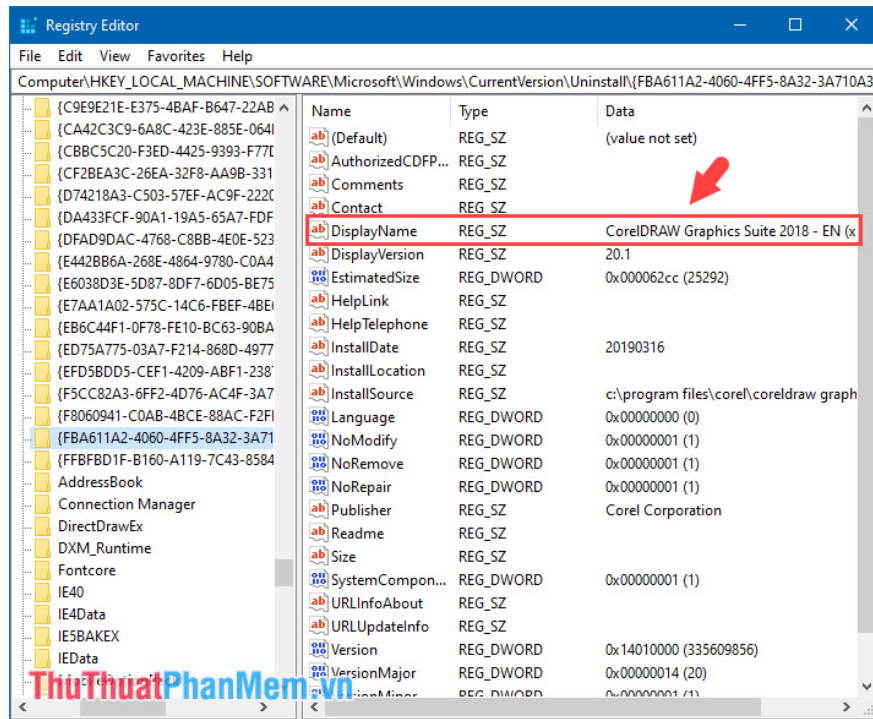 Registry Editor
File Edit View Favorites Help
Computer\HKEY_LOCAL_MACHINE\SOFTWARE\Microsoft\Windows\CurrentVersion\Uninstall\{FBA611A2-4060-4FF5-8A32-3A710A3
{C9E9E21E-E375-4BAF-B647-22AB
{CA42C3C9-6A8C-423E-885E-064
{CBBC5C20-F3ED-4425-9393-F77D
{CF2BEA3C-26EA-32F8-AA9B-331
{D74218A3-C503-57EF-AC9F-222C
{DA433FCF-90A1-19A5-65A7-FDF
{DFAD9DAC-4768-C8BB-4E0E-523
{E442BB6A-268E-4864-9780-C0A4
{E6038D3E-5D87-8DF7-6D05-BE75
{E7AA1A02-575C-14C6-FBEF-4BE
{EB6C44F1-0F78-FE10-BC63-90BA
{ED75A775-03A7-F214-868D-4977
{EFD5BDD5-CEF1-4209-ABF1-238
{F5CC82A3-6FF2-4D76-AC4F-3A7
{F8060941-C0AB-4BCE-88AC-F2F
{FBA611A2-4060-4FF5-8A32-3A71
{FFBFBD1F-B160-A119-7C43-8584
AddressBook
Connection Manager
DirectDrawEx
DXM_Runtime
Fontcore
IE40
IE4Data
IE5BAKEX
IEData
Name Type Data
(Default) REG_SZ (value not set)
AuthorizedCDFP... REG_SZ
Comments REG_SZ
Contact REG_SZ
DisplayName REG_SZ CorelDRAW Graphics Suite 2018 - EN (x
DisplayVersion REG_SZ 20.1
EstimatedSize REG_DWORD 0x000062cc (25292)
HelpLink REG_SZ
HelpTelephone REG_SZ
InstallDate REG_SZ 20190316
InstallLocation REG_SZ
InstallSource REG_SZ c:\program files\corel\coreldraw graph
Language REG_DWORD 0x00000000 (0)
NoModify REG_DWORD 0x00000001 (1)
NoRemove REG_DWORD 0x00000001 (1)
NoRepair REG_DWORD 0x00000001 (1)
Publisher REG_SZ Corel Corporation
Readme REG_SZ
Size REG_SZ
SystemCompon... REG_DWORD 0x00000001 (1)
URLInfoAbout REG_SZ
URLUpdateInfo REG_SZ
Version REG_DWORD 0x14010000 (335609856)
VersionMajor REG_DWORD 0x00000014 (20)
REG_DWORD 0x00000001 (1)
ThuThuatPhanMem.vn